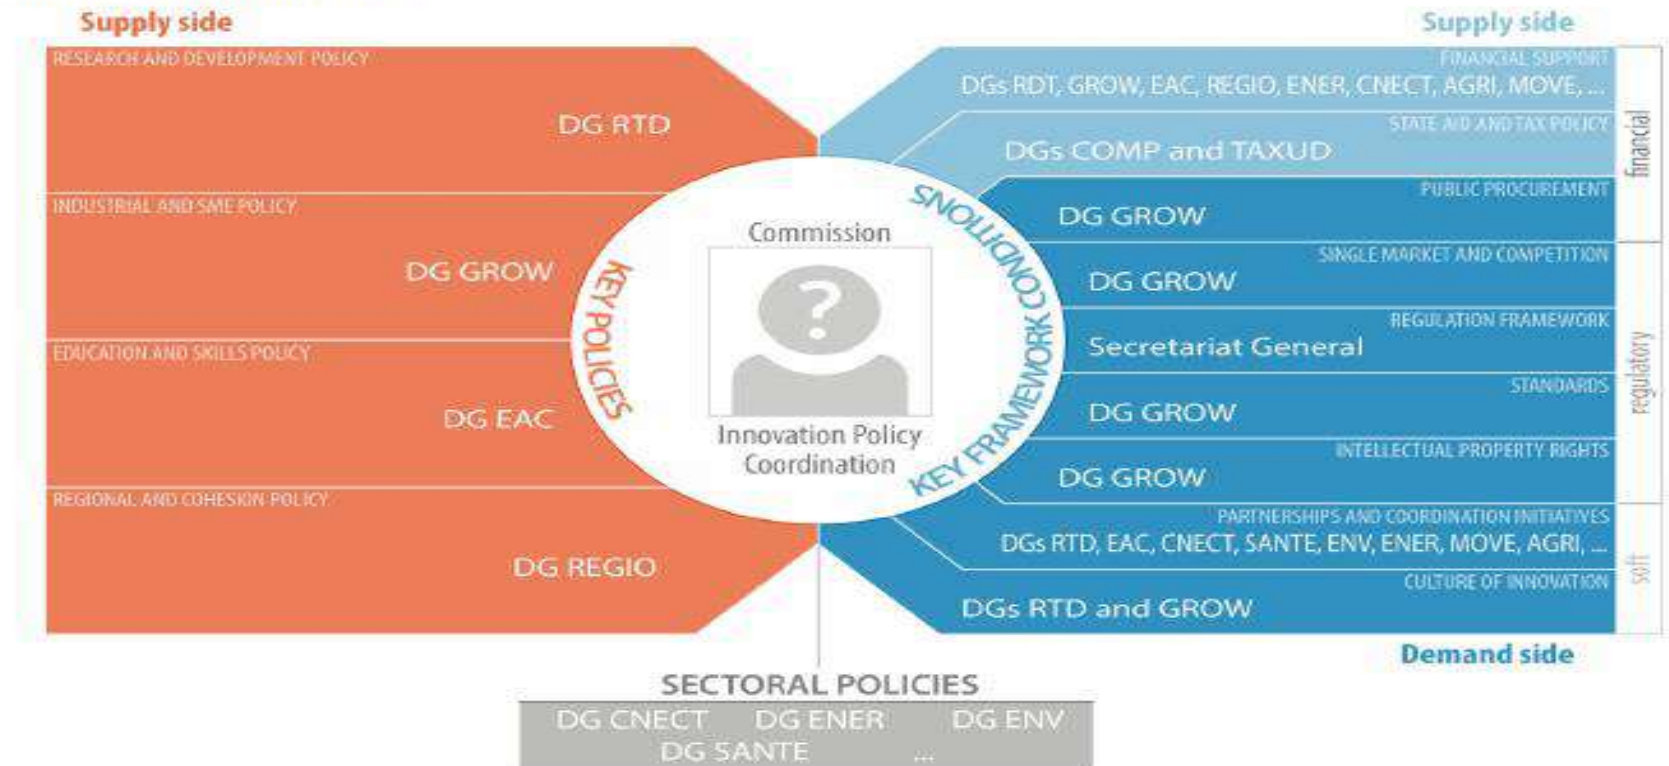 Supply side
RESEARCH AND DEVELOPMENT POLICY
DG RTD
INDUSTRIAL AND SME POLICY
DG GROW
EDUCATION AND SKILLS POLICY
DG EAC
REGIONAL AND COHESION POLICY
DG REGIO
KEY POLICIES
Commission
?
Innovation Policy
Coordination
KEY FRAMEWORK CONDITIONS
Supply side
FINANCIAL SUPPORT
DGs RDT, GROW, EAC, REGIO, ENER, CNECT, AGRI, MOVE, ...
STATE AID AND TAX POLICY
DGs COMP and TAXUD
PUBLIC PROCUREMENT
DG GROW
SINGLE MARKET AND COMPETITION
DG GROW
REGULATION FRAMEWORK
Secretariat General
STANDARDS
DG GROW
INTELLECTUAL PROPERTY RIGHTS
DG GROW
PARTNERSHIPS AND COORDINATION INITIATIVES
DGs RTD, EAC, CNECT, SANTE, ENV, ENER, MOVE, AGRI, ...
CULTURE OF INNOVATION
DGs RTD and GROW
financial
regulatory
soft
Demand side
SECTORAL POLICIES
DG CNECT DG ENER DG ENV
DG SANTE ...